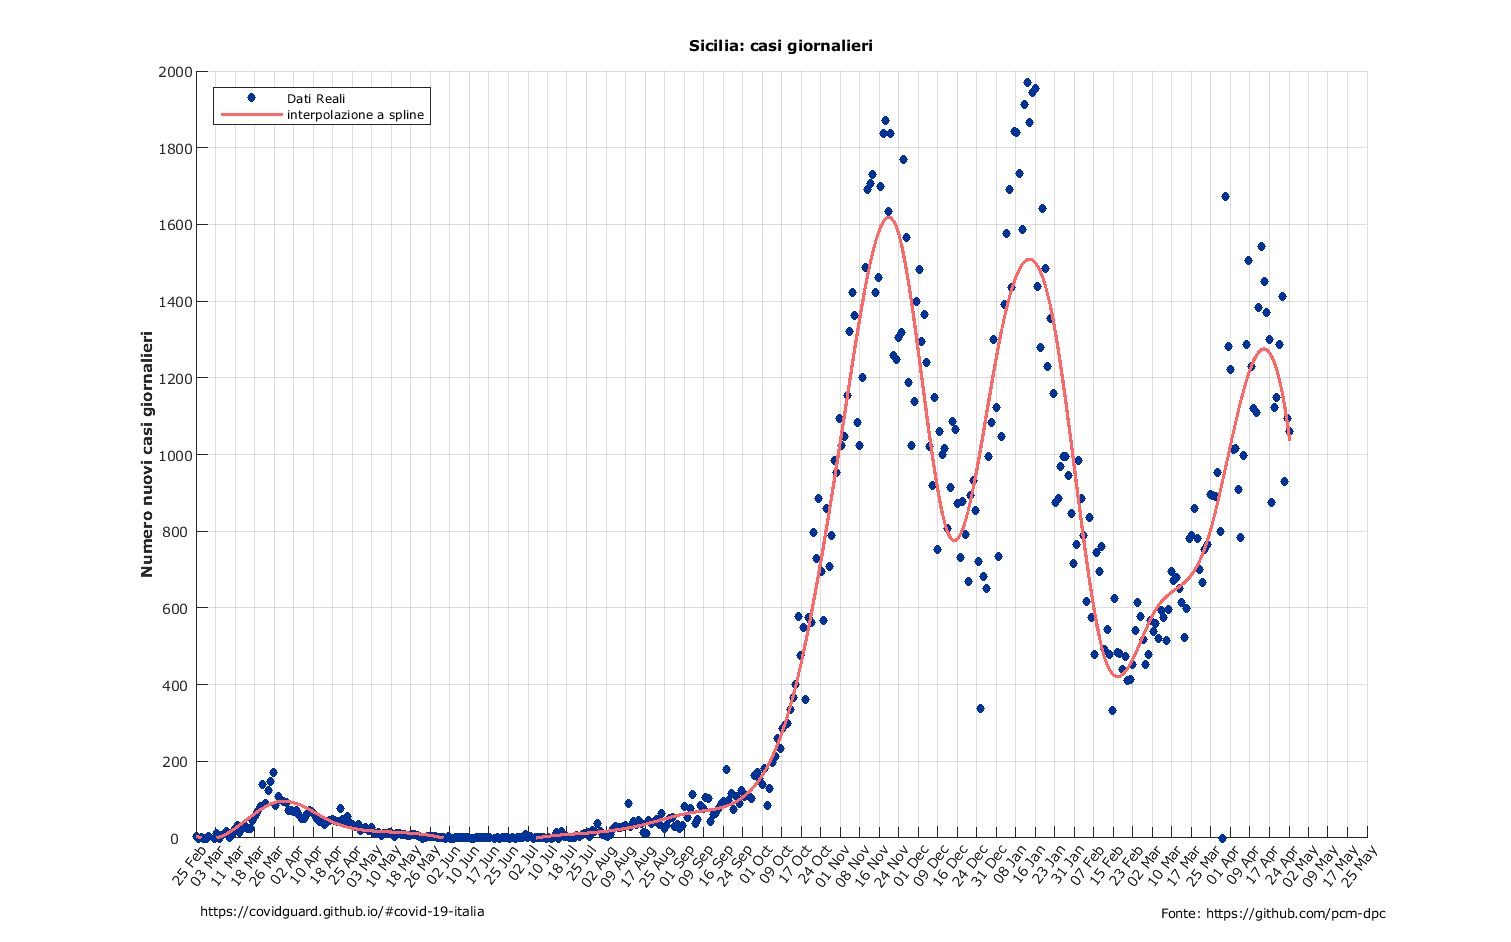 Sicilia: casi giornalieri
Dati Reali
interpolazione a spline
Numero nuovi casi giornalieri
2000
1800
1600
1400
1200
1000
800
600
400
200
0
25 Feb
03 Mar
11 Mar
18 Mar
26 Mar
02 Apr
10 Apr
18 Apr
25 Apr
03 May
10 May
18 May
26 May
02 Jun
10 Jun
17 Jun
25 Jun
02 Jul
10 Jul
18 Jul
25 Jul
02 Aug
09 Aug
17 Aug
25 Aug
01 Sep
09 Sep
16 Sep
24 Sep
01 Oct
09 Oct
17 Oct
24 Oct
01 Nov
08 Nov
16 Nov
24 Nov
01 Dec
09 Dec
16 Dec
24 Dec
31 Dec
08 Jan
16 Jan
23 Jan
31 Jan
07 Feb
15 Feb
23 Feb
02 Mar
10 Mar
17 Mar
25 Mar
01 Apr
09 Apr
17 Apr
24 Apr
02 May
09 May
17 May
25 May
https://covidguard.github.io/#covid-19-italia
Fonte: https://github.com/pcm-dpc